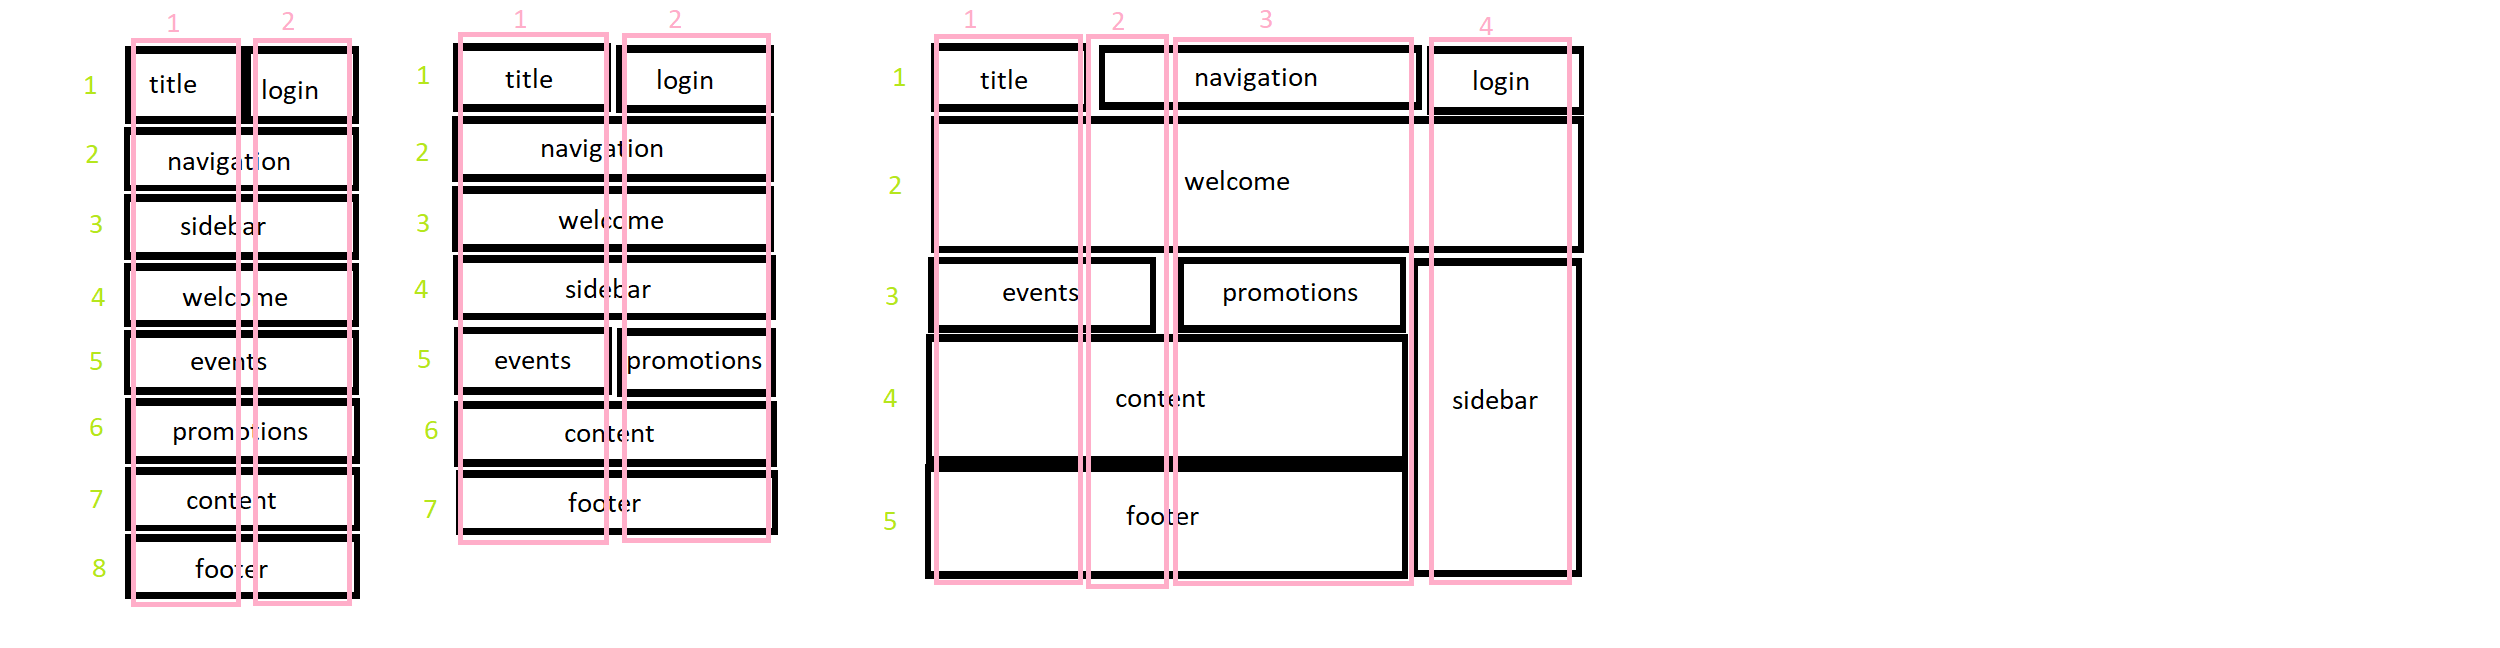 1 2
1 title login
2 navigation
3 sidebar
4 welcome
5 events
6 promotions
7 content
8 footer
1 2
1 title login
2 navigation
3 welcome
4 sidebar
5 events promotions
6 content
7 footer
1 2 3 4
1 title navigation login
2 welcome
3 events promotions
4 content sidebar
5 footer